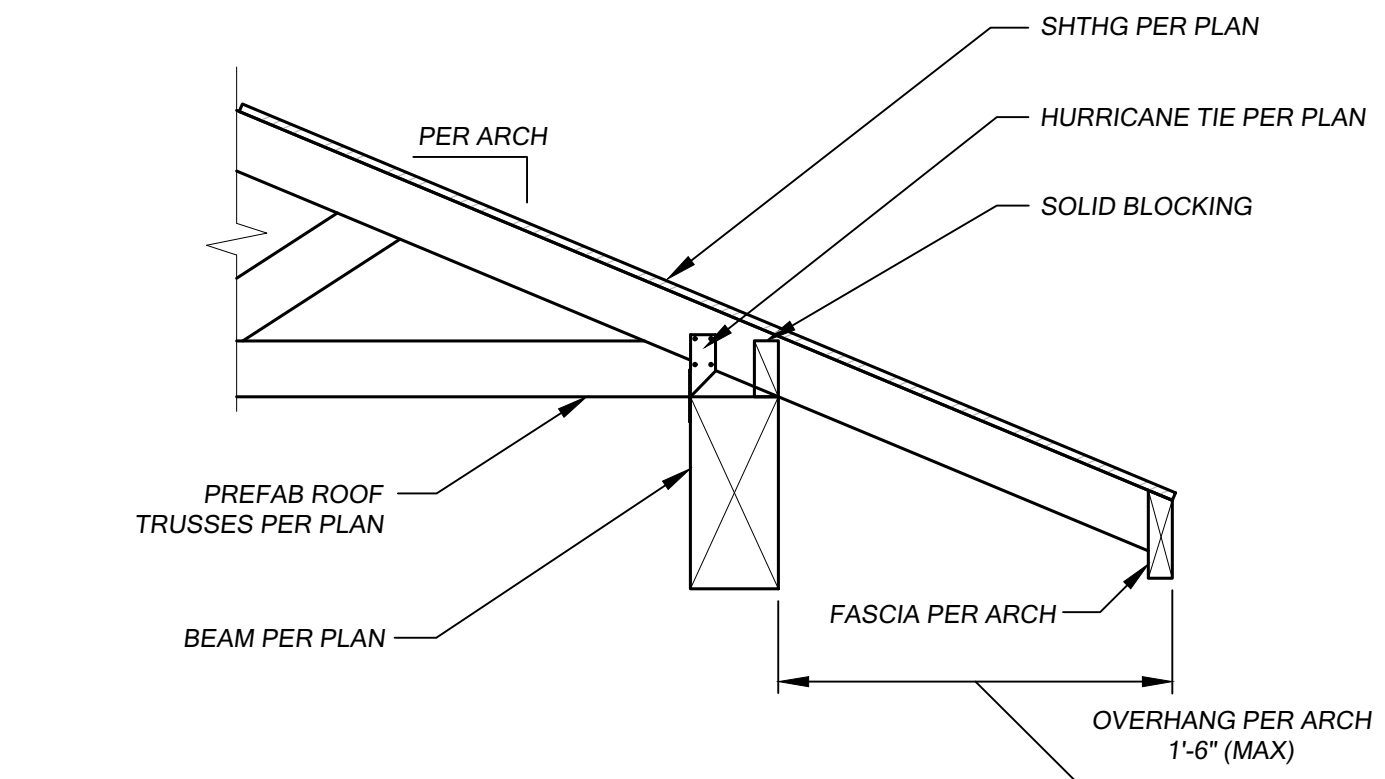 SHTHG PER PLAN
HURRICANE TIE PER PLAN
PER ARCH
SOLID BLOCKING
PREFAB ROOF
TRUSSES PER PLAN
FASCIA PER ARCH
BEAM PER PLAN
OVERHANG PER ARCH
1'-6" (MAX)